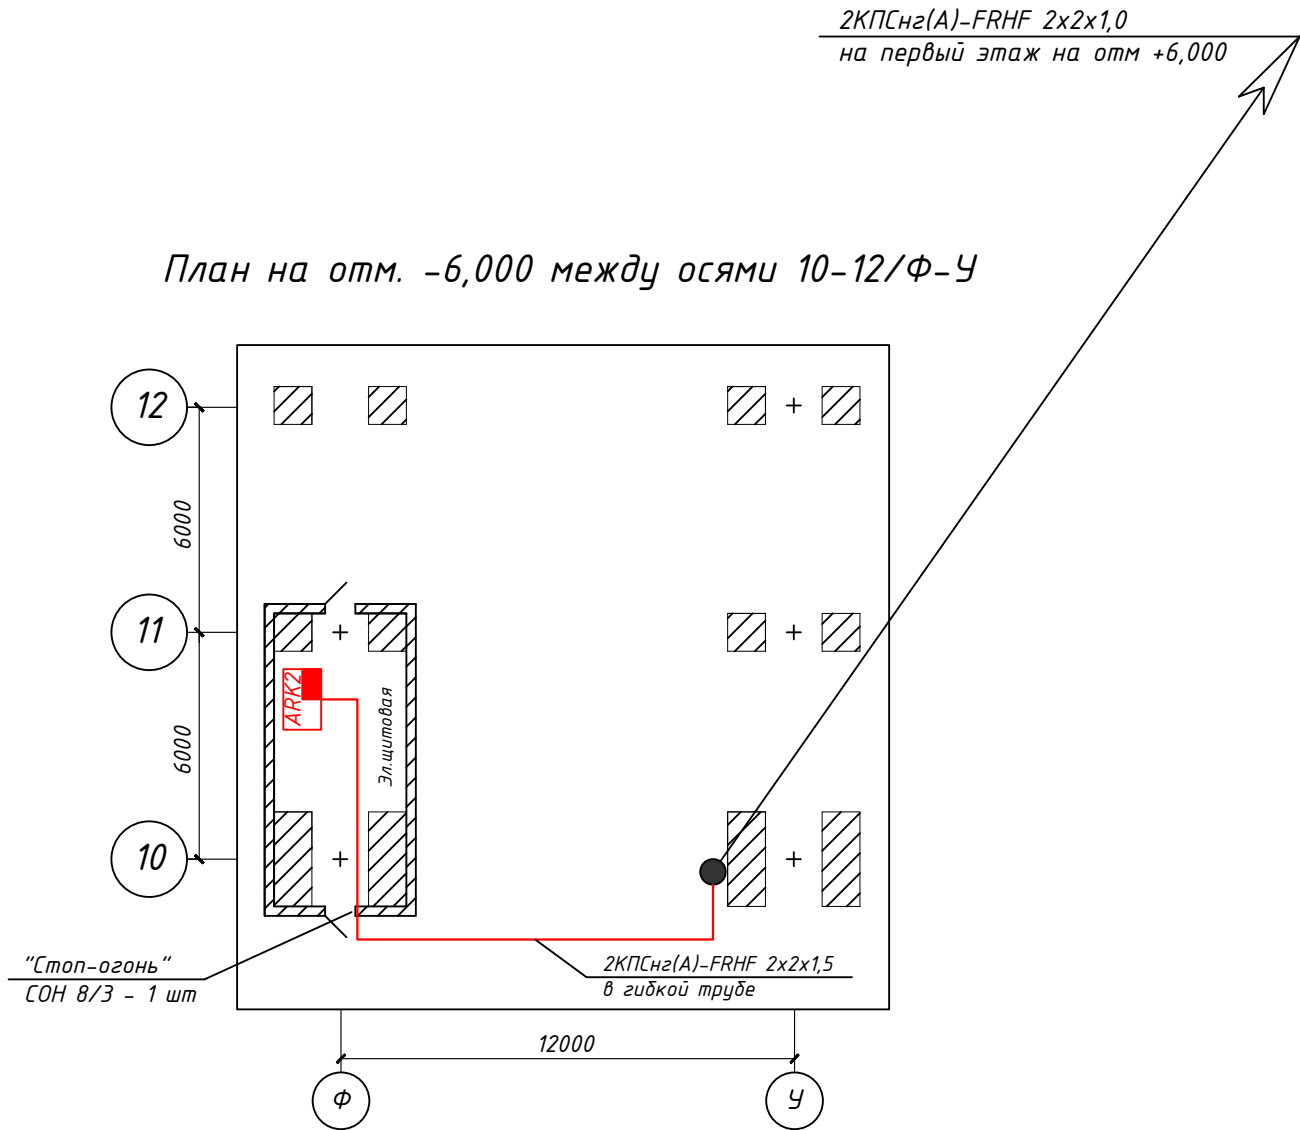 2КПСнг(А)-FRHF 2х2х1,0
на первый этаж на отм +6,000
План на отм. -6,000 между осями 10-12/Ф-У
12
6000
11
ARK2
Эл.щитовая
6000
10
"Стоп-огонь"
СОН 8/3 - 1 шт
2КПСнг(А)-FRHF 2х2х1,5
в гибкой трубе
12000
Ф
У